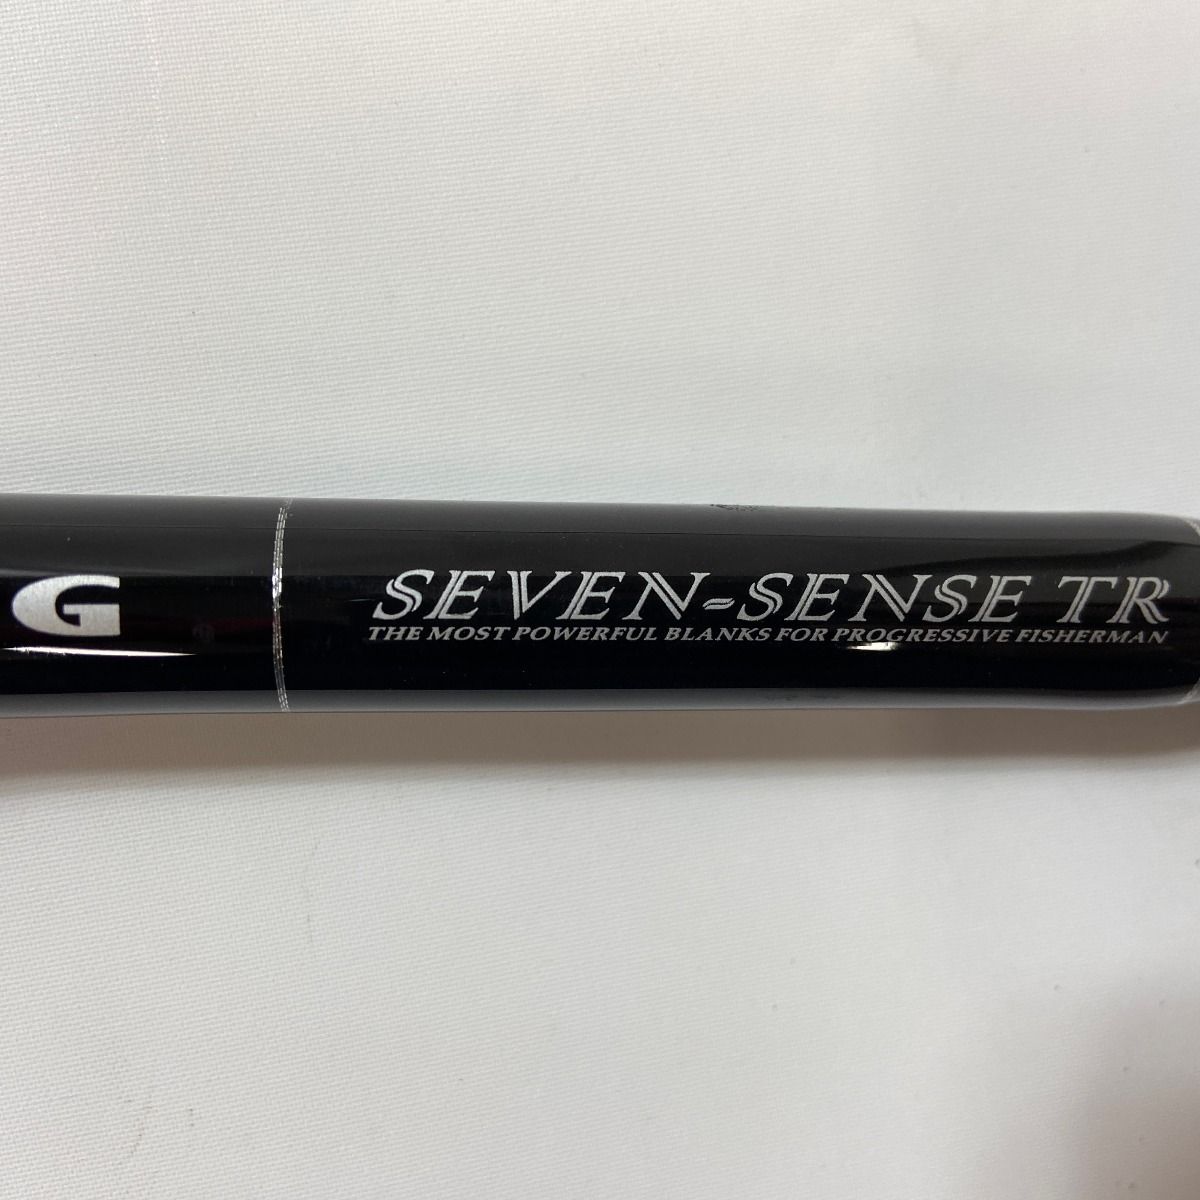 G
SEVEN-SENSE TR
THE MOST POWERFUL BLANKS FOR PROGRESSIVE FISHERMAN